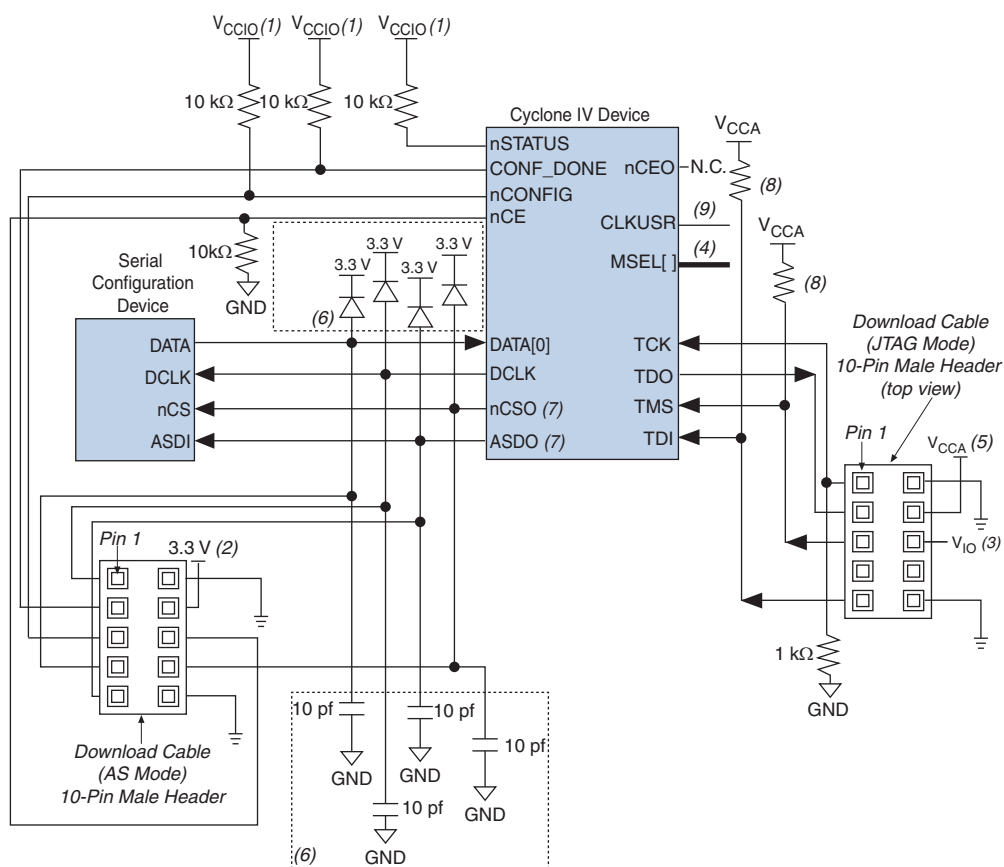 V_CCIO (1) V_CCIO (1) V_CCIO (1)
10 kΩ 10 kΩ 10 kΩ
Cyclone IV Device
nSTATUS
CONF_DONE
nCONFIG
nCE
nCEO
N.C.
CLKUSR
(9)
MSEL[ ]
(4)
V_CCA
(8)
V_CCA
(8)
10kΩ
GND
3.3 V
3.3 V
3.3 V
3.3 V
(6)
Serial
Configuration
Device
DATA
DCLK
nCS
ASDI
DATA[0]
DCLK
nCSO (7)
ASDO (7)
TCK
TDO
TMS
TDI
Download Cable
(JTAG Mode)
10-Pin Male Header
(top view)
Pin 1
V_CCA (5)
V_IO (3)
1 kΩ
GND
Pin 1
3.3 V (2)
Download Cable
(AS Mode)
10-Pin Male Header
10 pf
GND
10 pf
GND
10 pf
GND
10 pf
GND
(6)